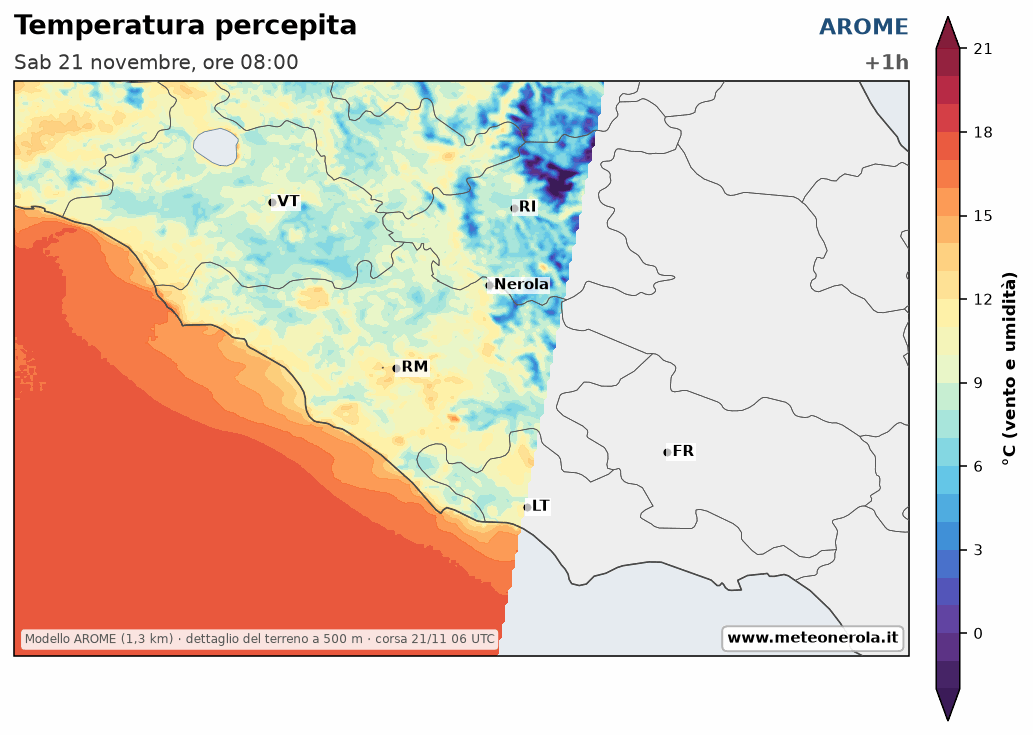 Temperatura percepita
AROME
Sab 21 novembre, ore 08:00
+1h
21
18
15
12
9
6
3
0
°C (vento e umidità)
VT
RI
Nerola
RM
FR
LT
Modello AROME (1,3 km) · dettaglio del terreno a 500 m · corsa 21/11 06 UTC
www.meteonerola.it